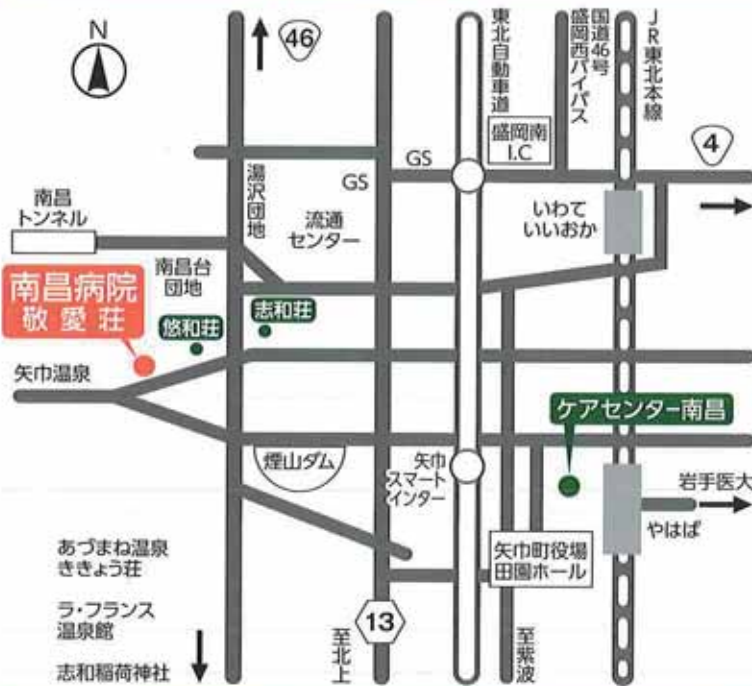 N
46
東北自動車道
国道46号
盛岡西バイパス
JR東北本線
盛岡南
I.C
4
GS
GS
湯沢団地
流通
センター
いわて
いいおか
南昌
トンネル
南昌台
団地
南昌病院
敬愛荘
悠和荘
志和荘
矢巾温泉
ケアセンター南昌
煙山ダム
矢巾
スマート
インター
岩手医大
やはば
矢巾町役場
田園ホール
あづまね温泉
ききょう荘
ラ・フランス
温泉館
志和稲荷神社
13
至北上
至紫波